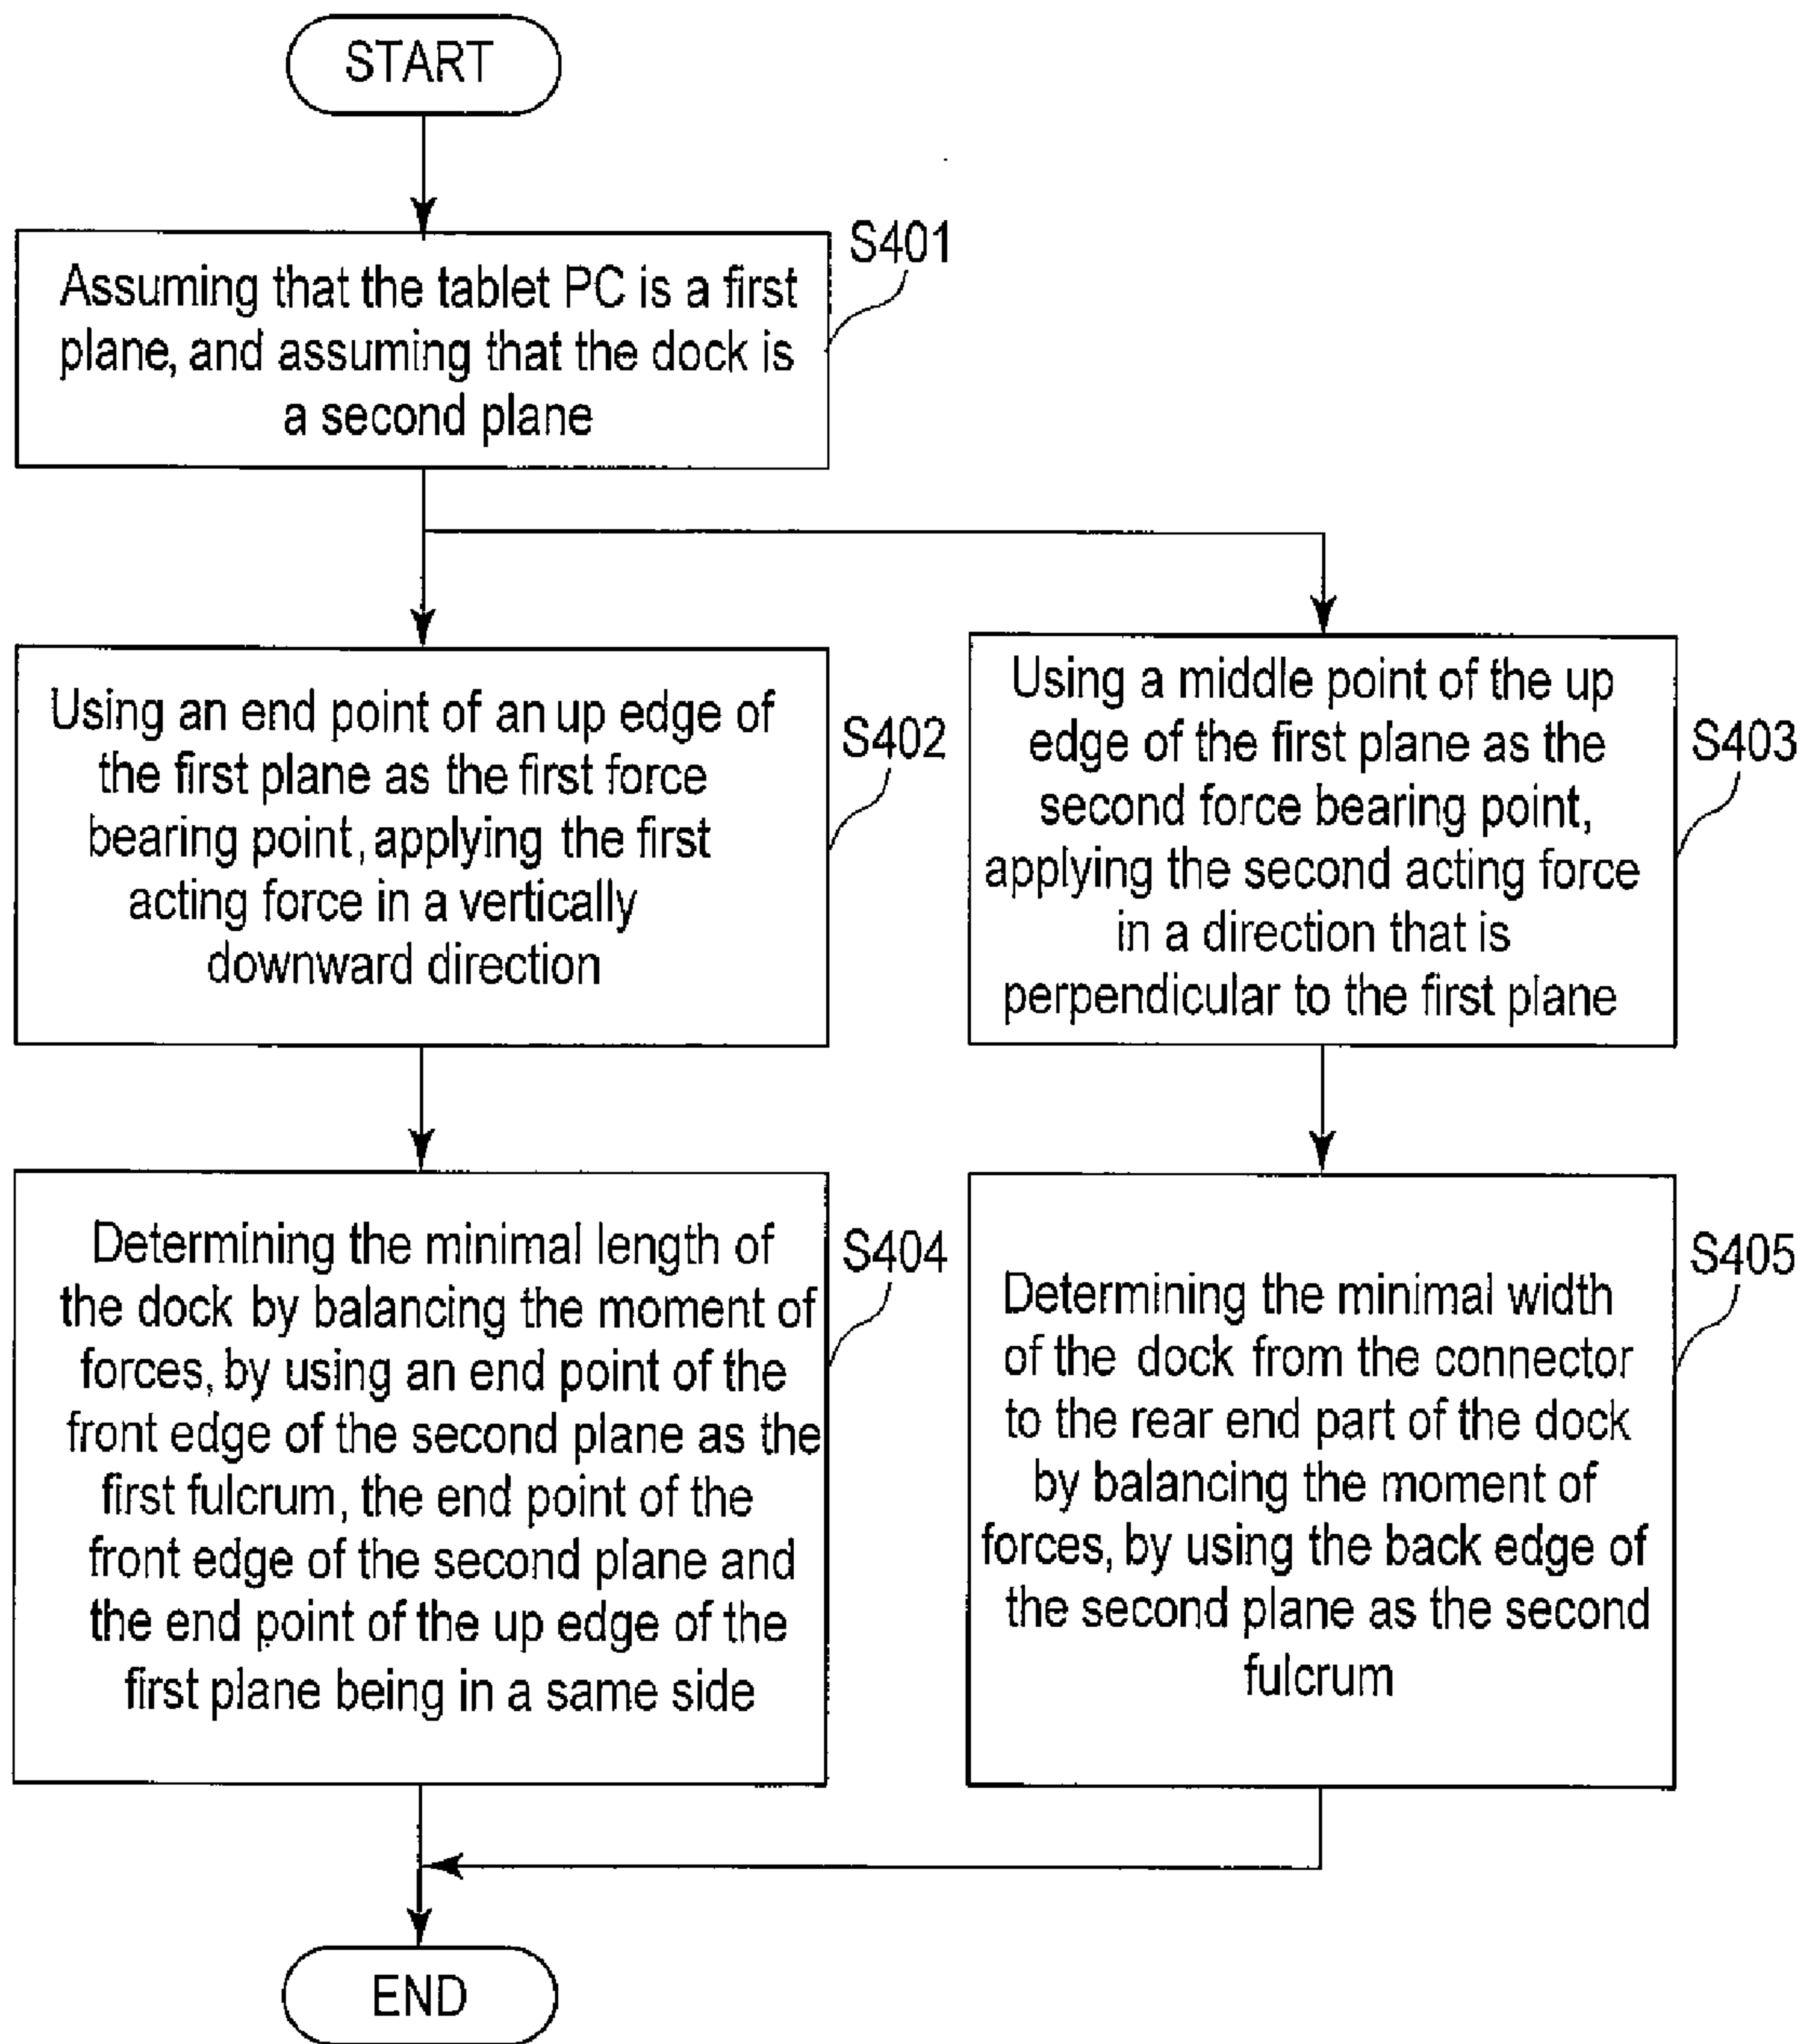 START
S401
Assuming that the tablet PC is a first
plane, and assuming that the dock is
a second plane
Using an end point of an up edge of
the first plane as the first force
bearing point, applying the first
acting force in a vertically
downward direction
S402
Using a middle point of the up
edge of the first plane as the
second force bearing point,
applying the second acting force
in a direction that is
perpendicular to the first plane
S403
Determining the minimal length of
the dock by balancing the moment of
forces, by using an end point of the
front edge of the second plane as the
first fulcrum, the end point of the
front edge of the second plane and
the end point of the up edge of the
first plane being in a same side
S404
Determining the minimal width
of the dock from the connector
to the rear end part of the dock
by balancing the moment of
forces, by using the back edge of
the second plane as the second
fulcrum
S405
END